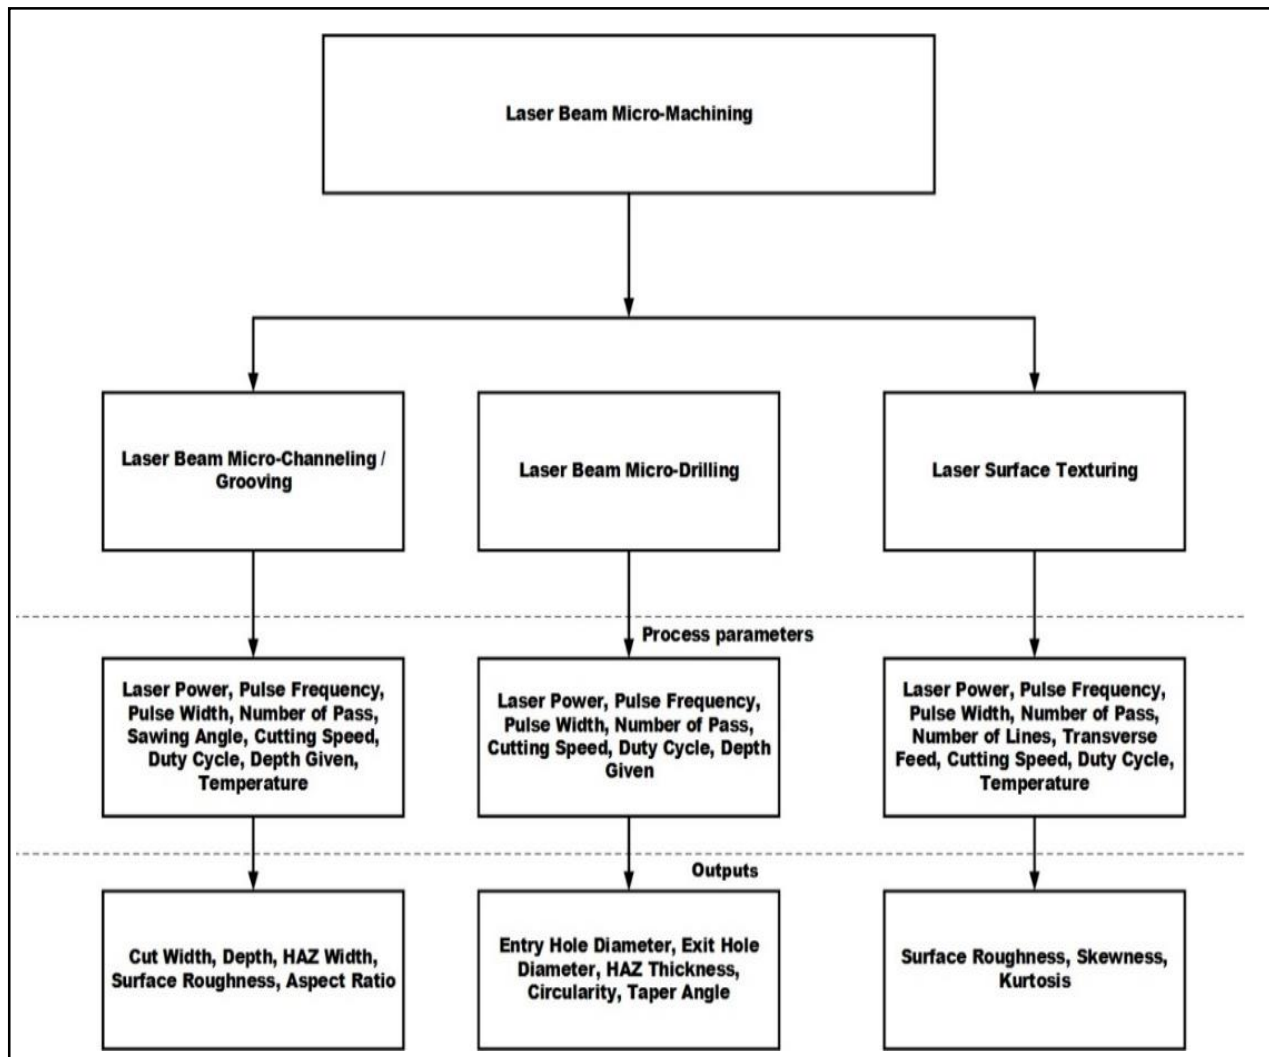 Laser Beam Micro-Machining
Laser Beam Micro-Channeling /
Grooving
Laser Beam Micro-Drilling
Laser Surface Texturing
Process parameters
Laser Power, Pulse Frequency,
Pulse Width, Number of Pass,
Sawing Angle, Cutting Speed,
Duty Cycle, Depth Given,
Temperature
Laser Power, Pulse Frequency,
Pulse Width, Number of Pass,
Cutting Speed, Duty Cycle, Depth
Given
Laser Power, Pulse Frequency,
Pulse Width, Number of Pass,
Number of Lines, Transverse
Feed, Cutting Speed, Duty Cycle,
Temperature
Outputs
Cut Width, Depth, HAZ Width,
Surface Roughness, Aspect Ratio
Entry Hole Diameter, Exit Hole
Diameter, HAZ Thickness,
Circularity, Taper Angle
Surface Roughness, Skewness,
Kurtosis